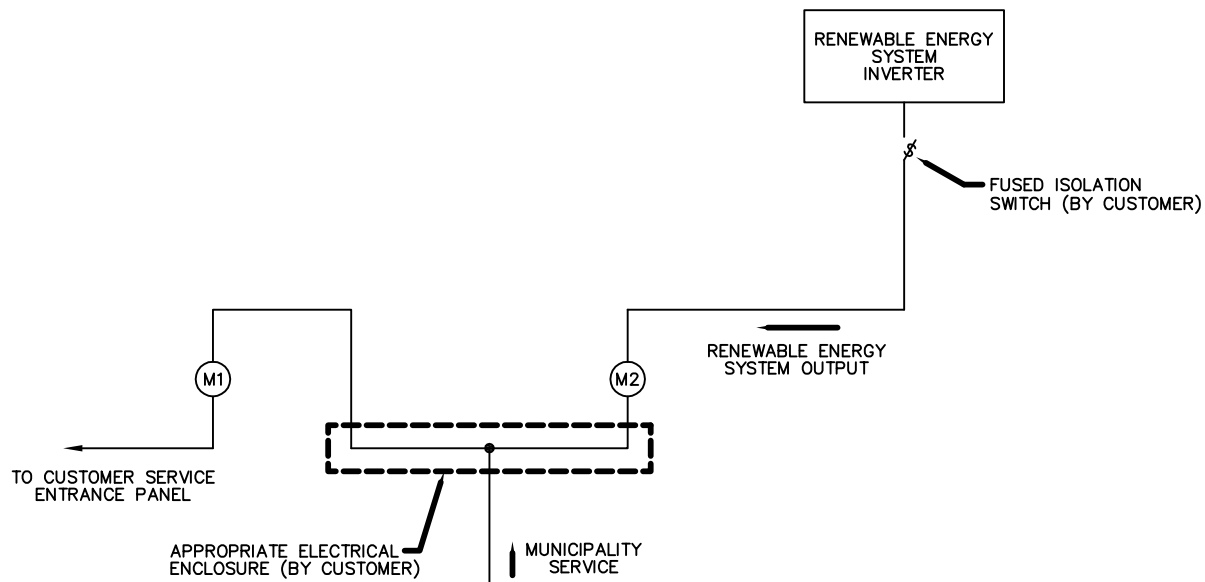 RENEWABLE ENERGY
SYSTEM
INVERTER
$
FUSED ISOLATION
SWITCH (BY CUSTOMER)
RENEWABLE ENERGY
SYSTEM OUTPUT
M1
M2
TO CUSTOMER SERVICE
ENTRANCE PANEL
APPROPRIATE ELECTRICAL
ENCLOSURE (BY CUSTOMER)
MUNICIPALITY
SERVICE